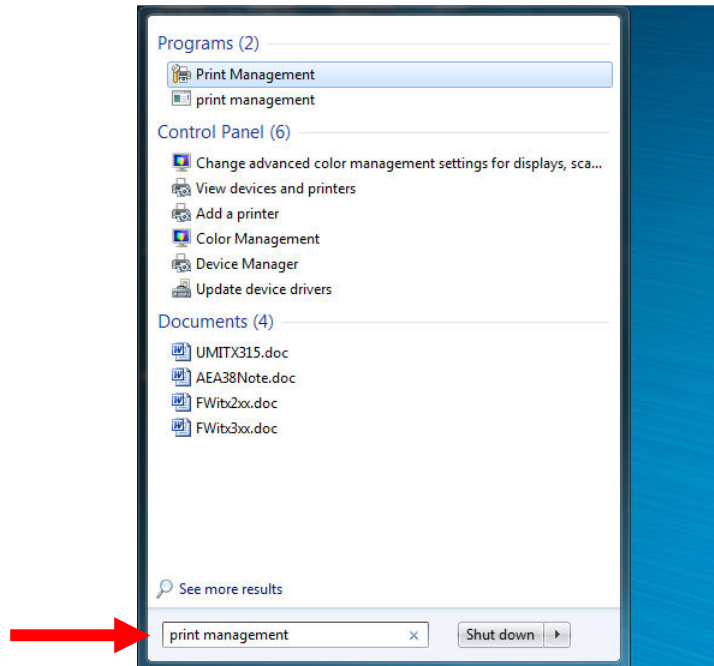 Programs (2)
Print Management
print management
Control Panel (6)
Change advanced color management settings for displays, sca...
View devices and printers
Add a printer
Color Management
Device Manager
Update device drivers
Documents (4)
UMITX315.doc
AEA38Note.doc
FWitx2xx.doc
FWitx3xx.doc
See more results
print management
Shut down